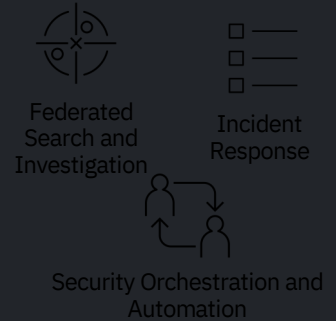 Federated
Search and
Investigation
Incident
Response
Security Orchestration and
Automation